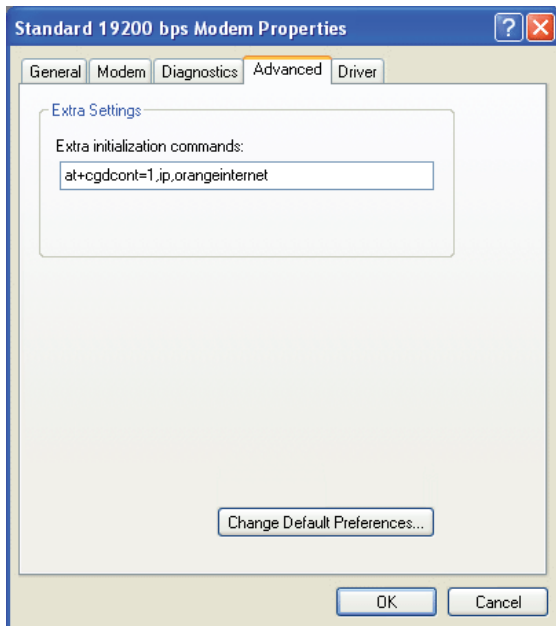 Standard 19200 bps Modem Properties
General Modem Diagnostics Advanced Driver
Extra Settings
Extra initialization commands:
at+cgdcont=1,ip,orangeinternet
Change Default Preferences...
OK Cancel